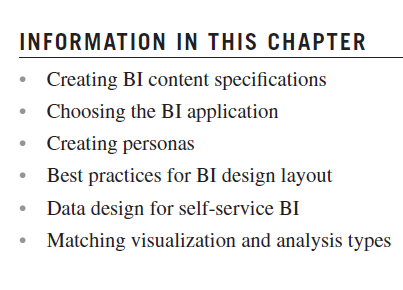 INFORMATION IN THIS CHAPTER
• Creating BI content specifications
• Choosing the BI application
• Creating personas
• Best practices for BI design layout
• Data design for self-service BI
• Matching visualization and analysis types